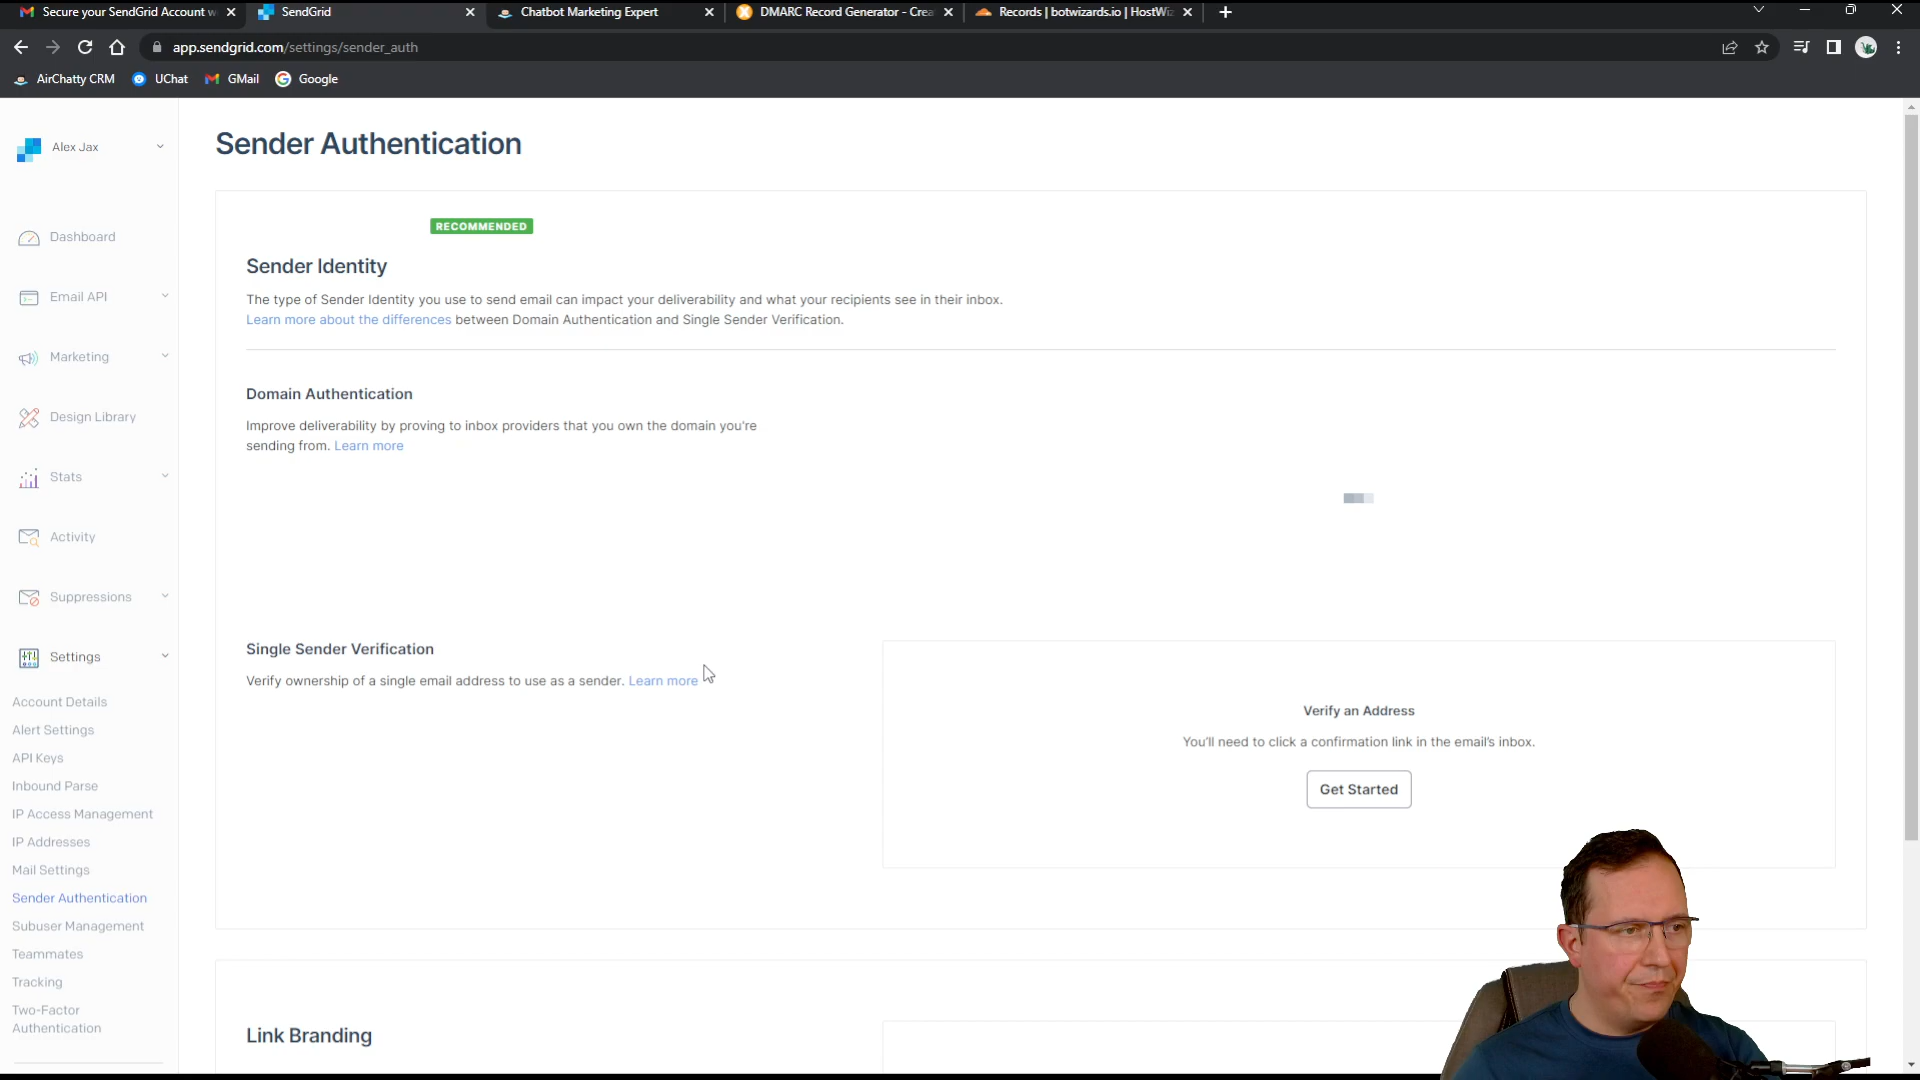 Secure your SendGrid Account w
SendGrid
Chatbot Marketing Expert
DMARC Record Generator - Crea
Records | botwizards.io | HostWiz
app.sendgrid.com/settings/sender_auth
AirChatty CRM
UChat
GMail
Google
Alex Jax
Dashboard
Email API
Marketing
Design Library
Stats
Activity
Suppressions
Settings
Account Details
Alert Settings
API Keys
Inbound Parse
IP Access Management
IP Addresses
Mail Settings
Sender Authentication
Subuser Management
Teammates
Tracking
Two-Factor
Authentication
Sender Authentication
RECOMMENDED
Sender Identity
The type of Sender Identity you use to send email can impact your deliverability and what your recipients see in their inbox.
Learn more about the differences between Domain Authentication and Single Sender Verification.
Domain Authentication
Improve deliverability by proving to inbox providers that you own the domain you're
sending from. Learn more
Single Sender Verification
Verify ownership of a single email address to use as a sender. Learn more
Verify an Address
You'll need to click a confirmation link in the email's inbox.
Get Started
Link Branding